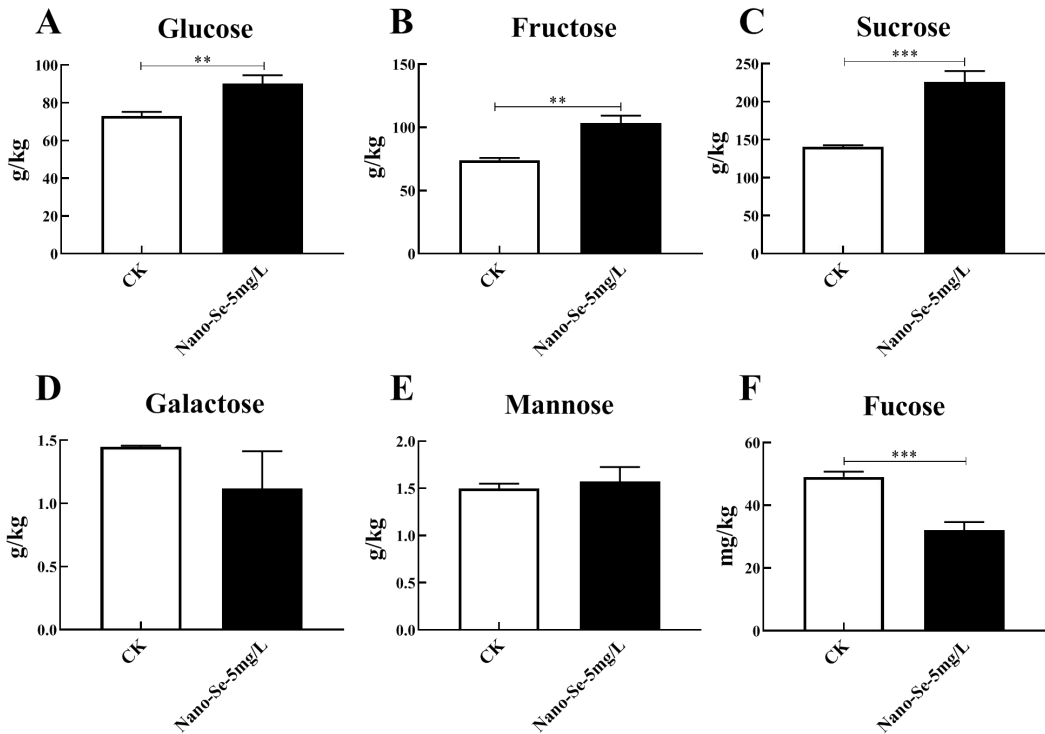 A
Glucose
**
100
80
60
40
20
0
g/kg
CK
Nano-Se-5mg/L
B
Fructose
**
150
100
50
0
g/kg
CK
Nano-Se-5mg/L
C
Sucrose
***
250
200
150
100
50
0
g/kg
CK
Nano-Se-5mg/L
D
Galactose
1.5
1.0
0.5
0.0
g/kg
CK
Nano-Se-5mg/L
E
Mannose
2.0
1.5
1.0
0.5
0.0
g/kg
CK
Nano-Se-5mg/L
F
Fucose
***
60
40
20
0
mg/kg
CK
Nano-Se-5mg/L